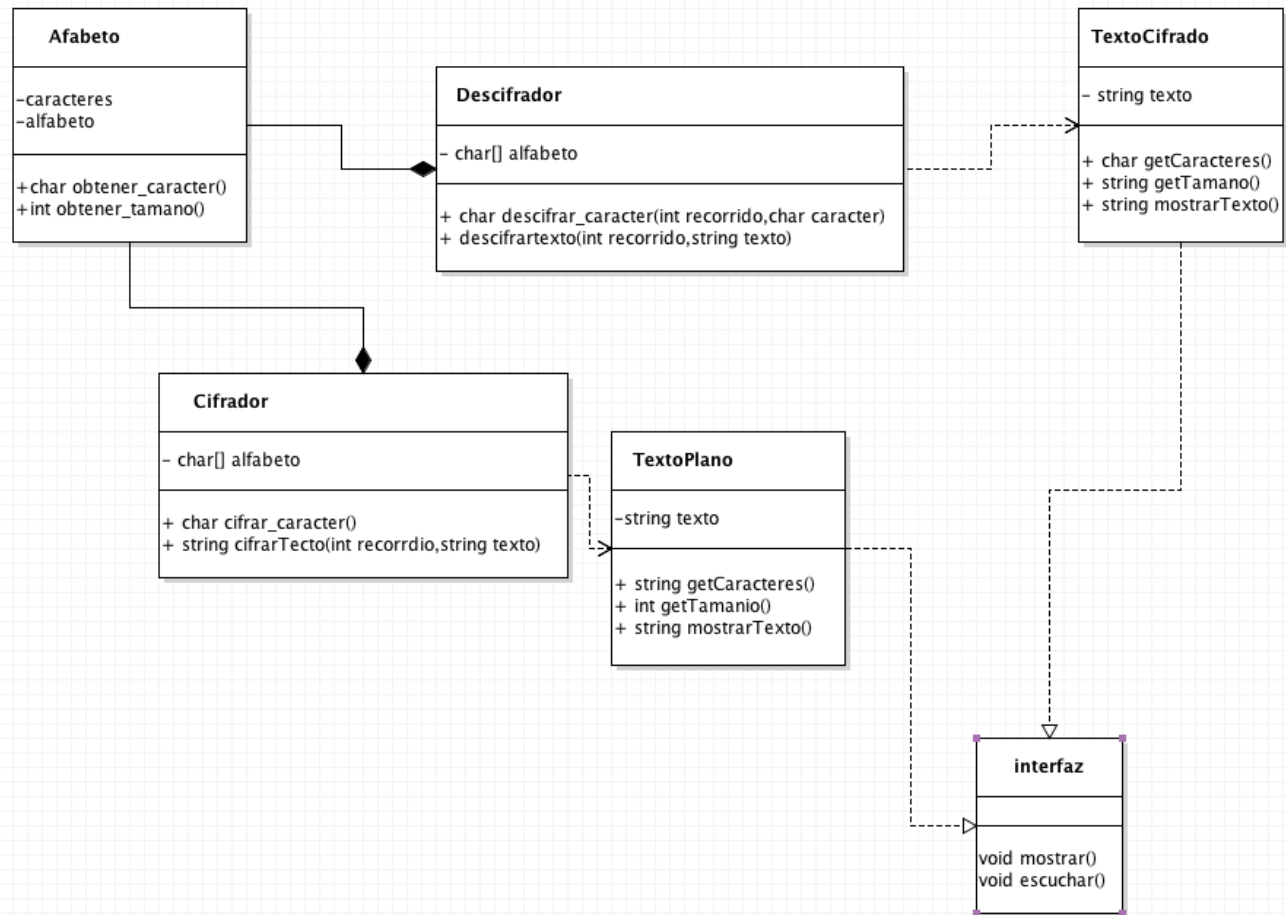 Afabeto
-caracteres
-alfabeto
+char obtener_caracter()
+int obtener_tamano()
Descifrador
- char[] alfabeto
+ char descifrar_caracter(int recorrido,char caracter)
+ descifrartexto(int recorrido,string texto)
TextoCifrado
- string texto
+ char getCaracteres()
+ string getTamano()
+ string mostrarTexto()
Cifrador
- char[] alfabeto
+ char cifrar_caracter()
+ string cifrarTecto(int recorrdio,string texto)
TextoPlano
-string texto
+ string getCaracteres()
+ int getTamanio()
+ string mostrarTexto()
interfaz
void mostrar()
void escuchar()